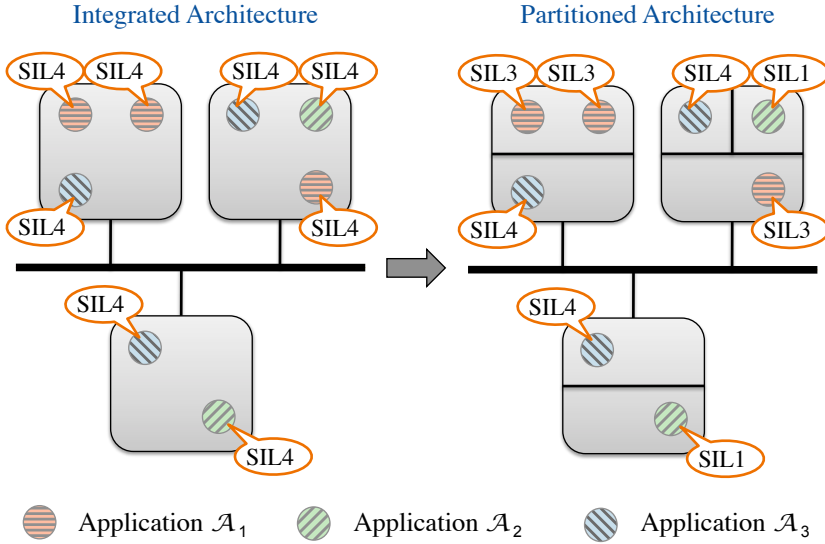 Integrated Architecture
Partitioned Architecture
SIL4
SIL4
SIL4
SIL4
SIL3
SIL3
SIL4
SIL1
SIL4
SIL4
SIL4
SIL3
SIL4
SIL4
SIL4
SIL1
Application 𝒜₁
Application 𝒜₂
Application 𝒜₃